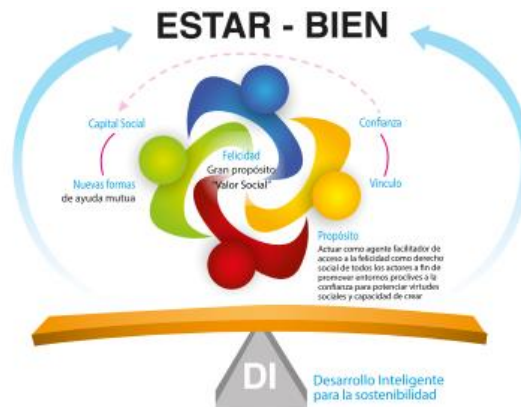 ESTAR - BIEN
Capital Social
Confianza
Felicidad
Gran propósito
"Valor Social"
Nuevas formas
de ayuda mutua
Vínculo
Propósito
Actuar como agente facilitador de
acceso a la felicidad como derecho
social de todos los actores a fin de
promover entornos proclives a la
confianza para potenciar virtudes
sociales y capacidad de crear
DI
Desarrollo Inteligente
para la sostenibilidad